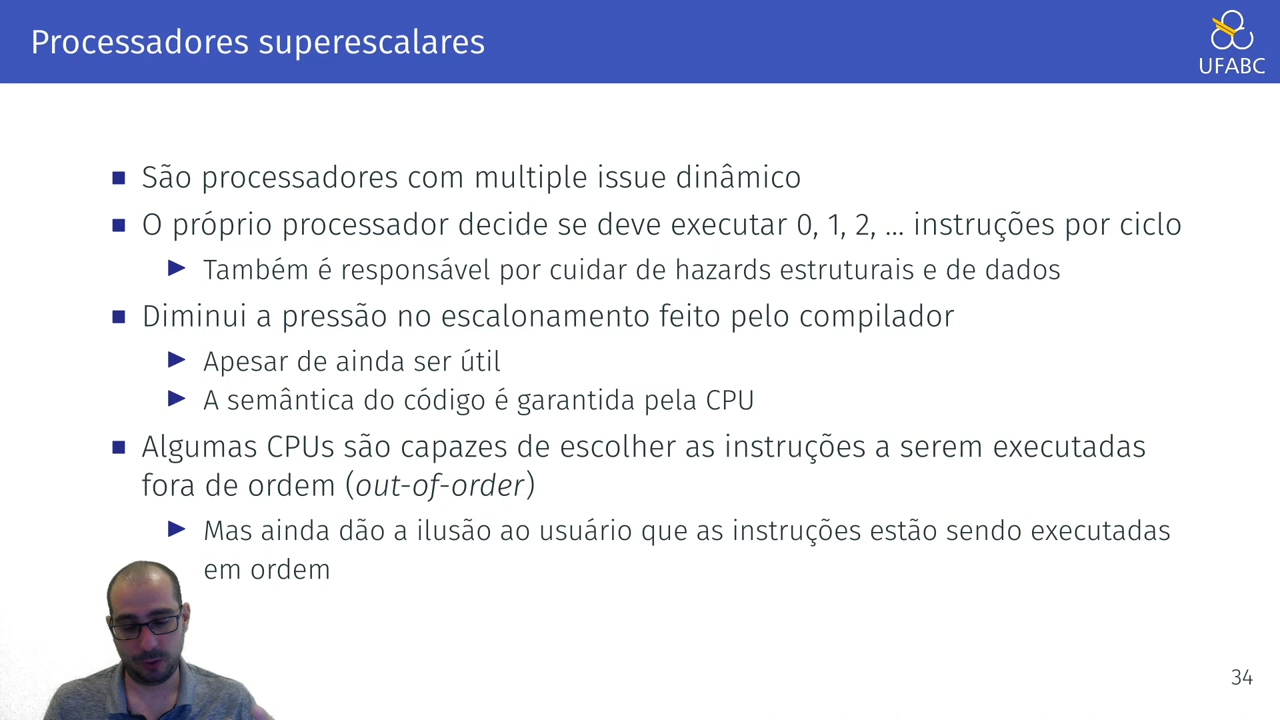 Processadores superescalares
UFABC
São processadores com multiple issue dinâmico
O próprio processador decide se deve executar 0, 1, 2, ... instruções por ciclo
Também é responsável por cuidar de hazards estruturais e de dados
Diminui a pressão no escalonamento feito pelo compilador
Apesar de ainda ser útil
A semântica do código é garantida pela CPU
Algumas CPUs são capazes de escolher as instruções a serem executadas
fora de ordem (out-of-order)
Mas ainda dão a ilusão ao usuário que as instruções estão sendo executadas
em ordem
34